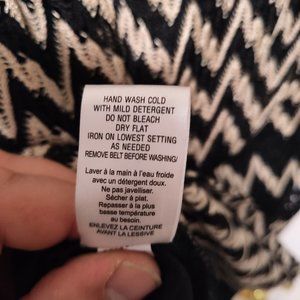 HAND WASH COLD
WITH MILD DETERGENT
DO NOT BLEACH
DRY FLAT
IRON ON LOWEST SETTING
AS NEEDED
REMOVE BELT BEFORE WASHING/
Laver à la main à l'eau froide
avec un détergent doux.
Ne pas javelliser.
Sécher à plat.
Repasser à la plus
basse température
au besoin.
ENLEVEZ LA CEINTURE
AVANT LA LESSIVE